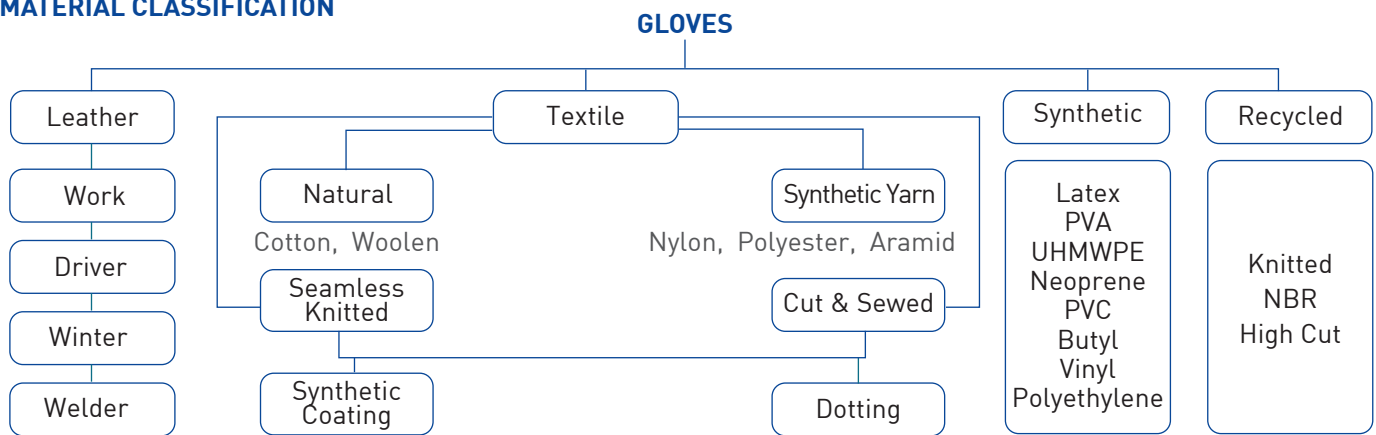 MATERIAL CLASSIFICATION
GLOVES
Leather
Textile
Synthetic
Recycled
Work
Natural
Synthetic Yarn
Cotton, Woolen
Nylon, Polyester, Aramid
Driver
Seamless
Knitted
Cut & Sewed
Winter
Welder
Synthetic
Coating
Dotting
Latex
PVA
UHMWPE
Neoprene
PVC
Butyl
Vinyl
Polyethylene
Knitted
NBR
High Cut